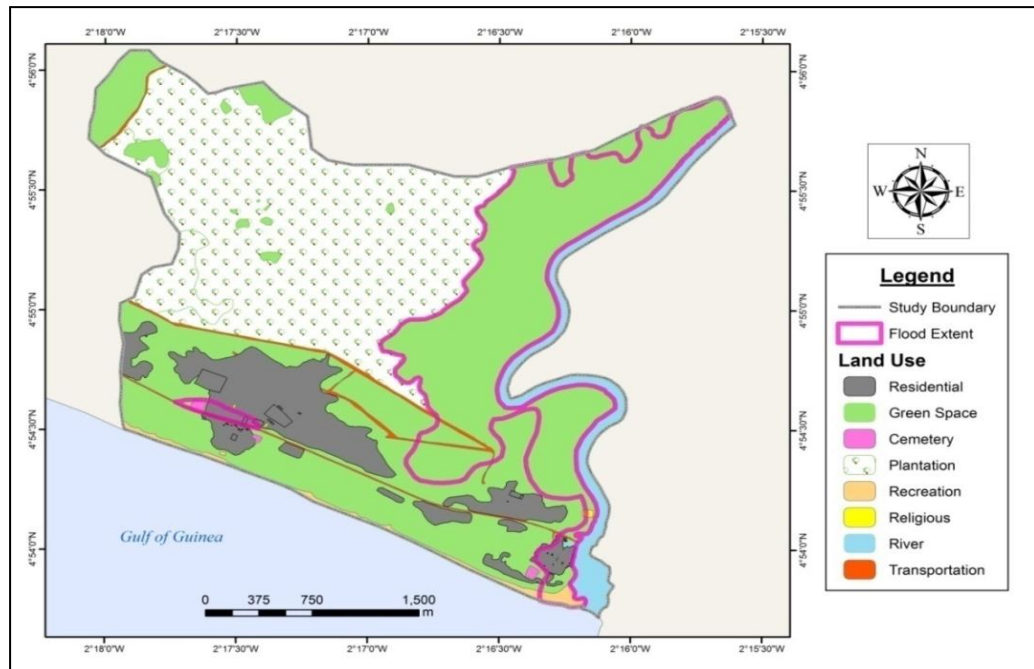 2°18'0"W 2°17'30"W 2°17'0"W 2°16'30"W 2°16'0"W 2°15'30"W
4°56'0"N 4°56'0"N
4°55'30"N 4°55'30"N
4°55'0"N 4°55'0"N
4°54'30"N 4°54'30"N
4°54'0"N 4°54'0"N
N
W E
S
Legend
Study Boundary
Flood Extent
Land Use
Residential
Green Space
Cemetery
Plantation
Recreation
Religious
River
Transportation
Gulf of Guinea
0 375 750 1,500
m
2°18'0"W 2°17'30"W 2°17'0"W 2°16'30"W 2°16'0"W 2°15'30"W